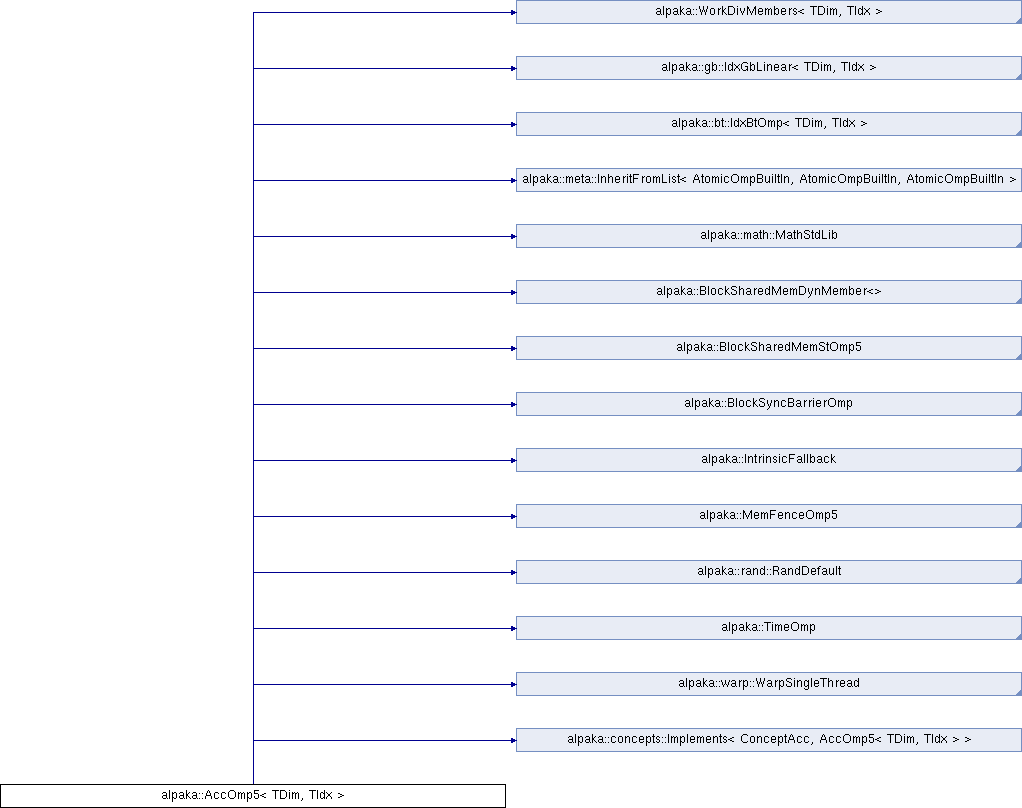 alpaka::WorkDivMembers< TDim, TIdx >
alpaka::gb::IdxGbLinear< TDim, TIdx >
alpaka::bt::IdxBtOmp< TDim, TIdx >
alpaka::meta::InheritFromList< AtomicOmpBuiltIn, AtomicOmpBuiltIn, AtomicOmpBuiltIn >
alpaka::math::MathStdLib
alpaka::BlockSharedMemDynMember<>
alpaka::BlockSharedMemStOmp5
alpaka::BlockSyncBarrierOmp
alpaka::IntrinsicFallback
alpaka::MemFenceOmp5
alpaka::rand::RandDefault
alpaka::TimeOmp
alpaka::warp::WarpSingleThread
alpaka::concepts::Implements< ConceptAcc, AccOmp5< TDim, TIdx > >
alpaka::AccOmp5< TDim, TIdx >